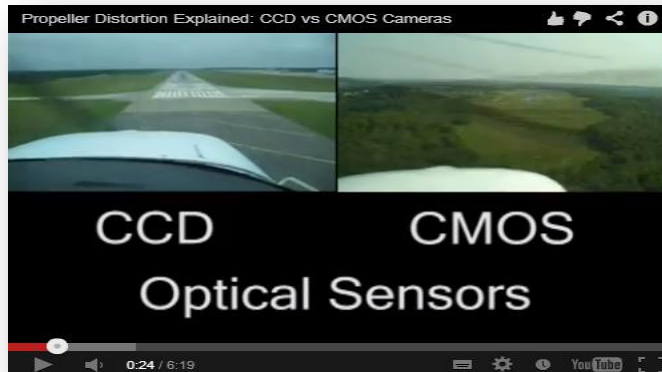 Propeller Distortion Explained: CCD vs CMOS Cameras
CCD CMOS
Optical Sensors
0:24 / 6:19 YouTube